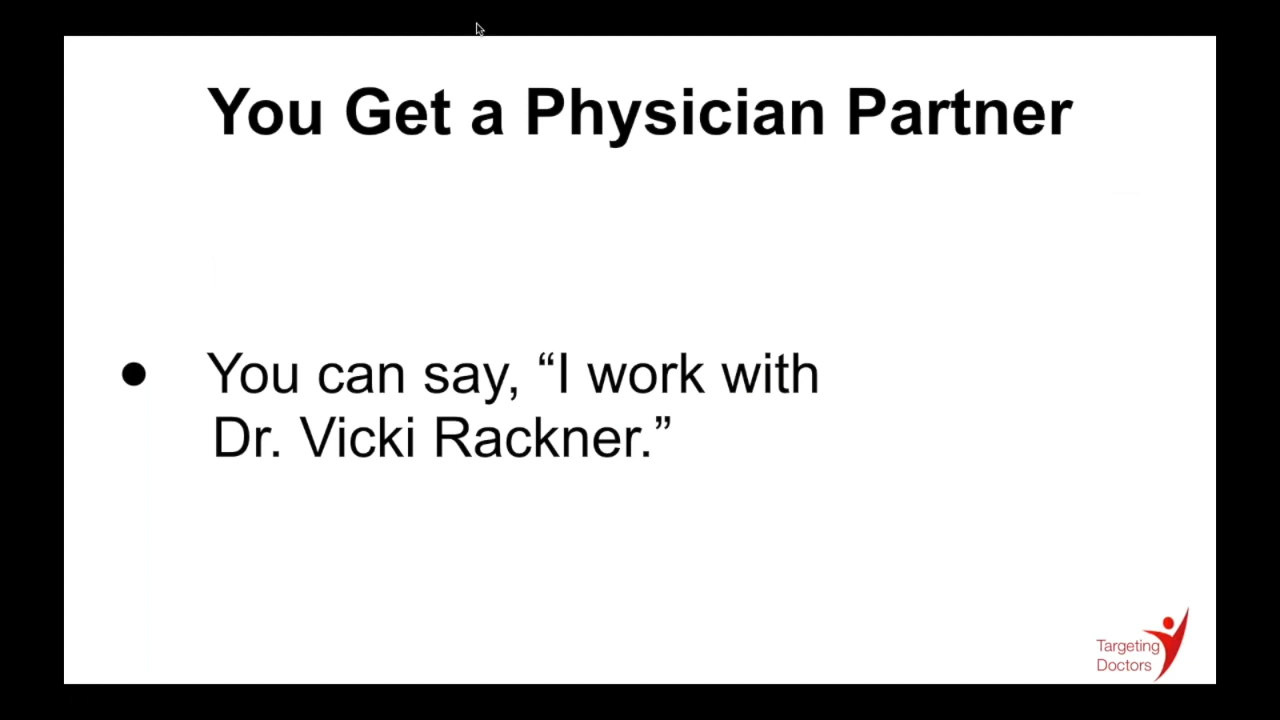 You Get a Physician Partner
● You can say, “I work with
Dr. Vicki Rackner.”
Targeting
Doctors